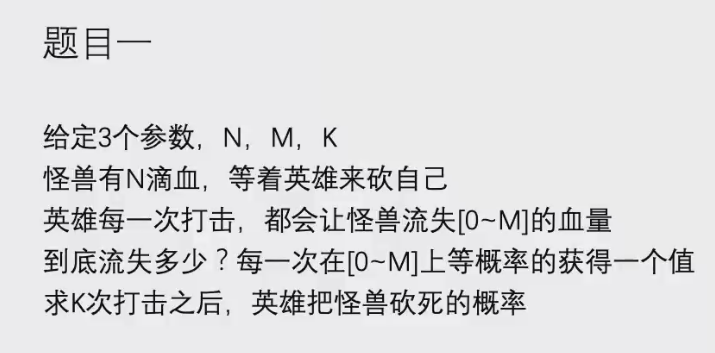 题目一
给定3个参数，N，M，K
怪兽有N滴血，等着英雄来砍自己
英雄每一次打击，都会让怪兽流失[0~M]的血量
到底流失多少？每一次在[0~M]上等概率的获得一个值
求K次打击之后，英雄把怪兽砍死的概率